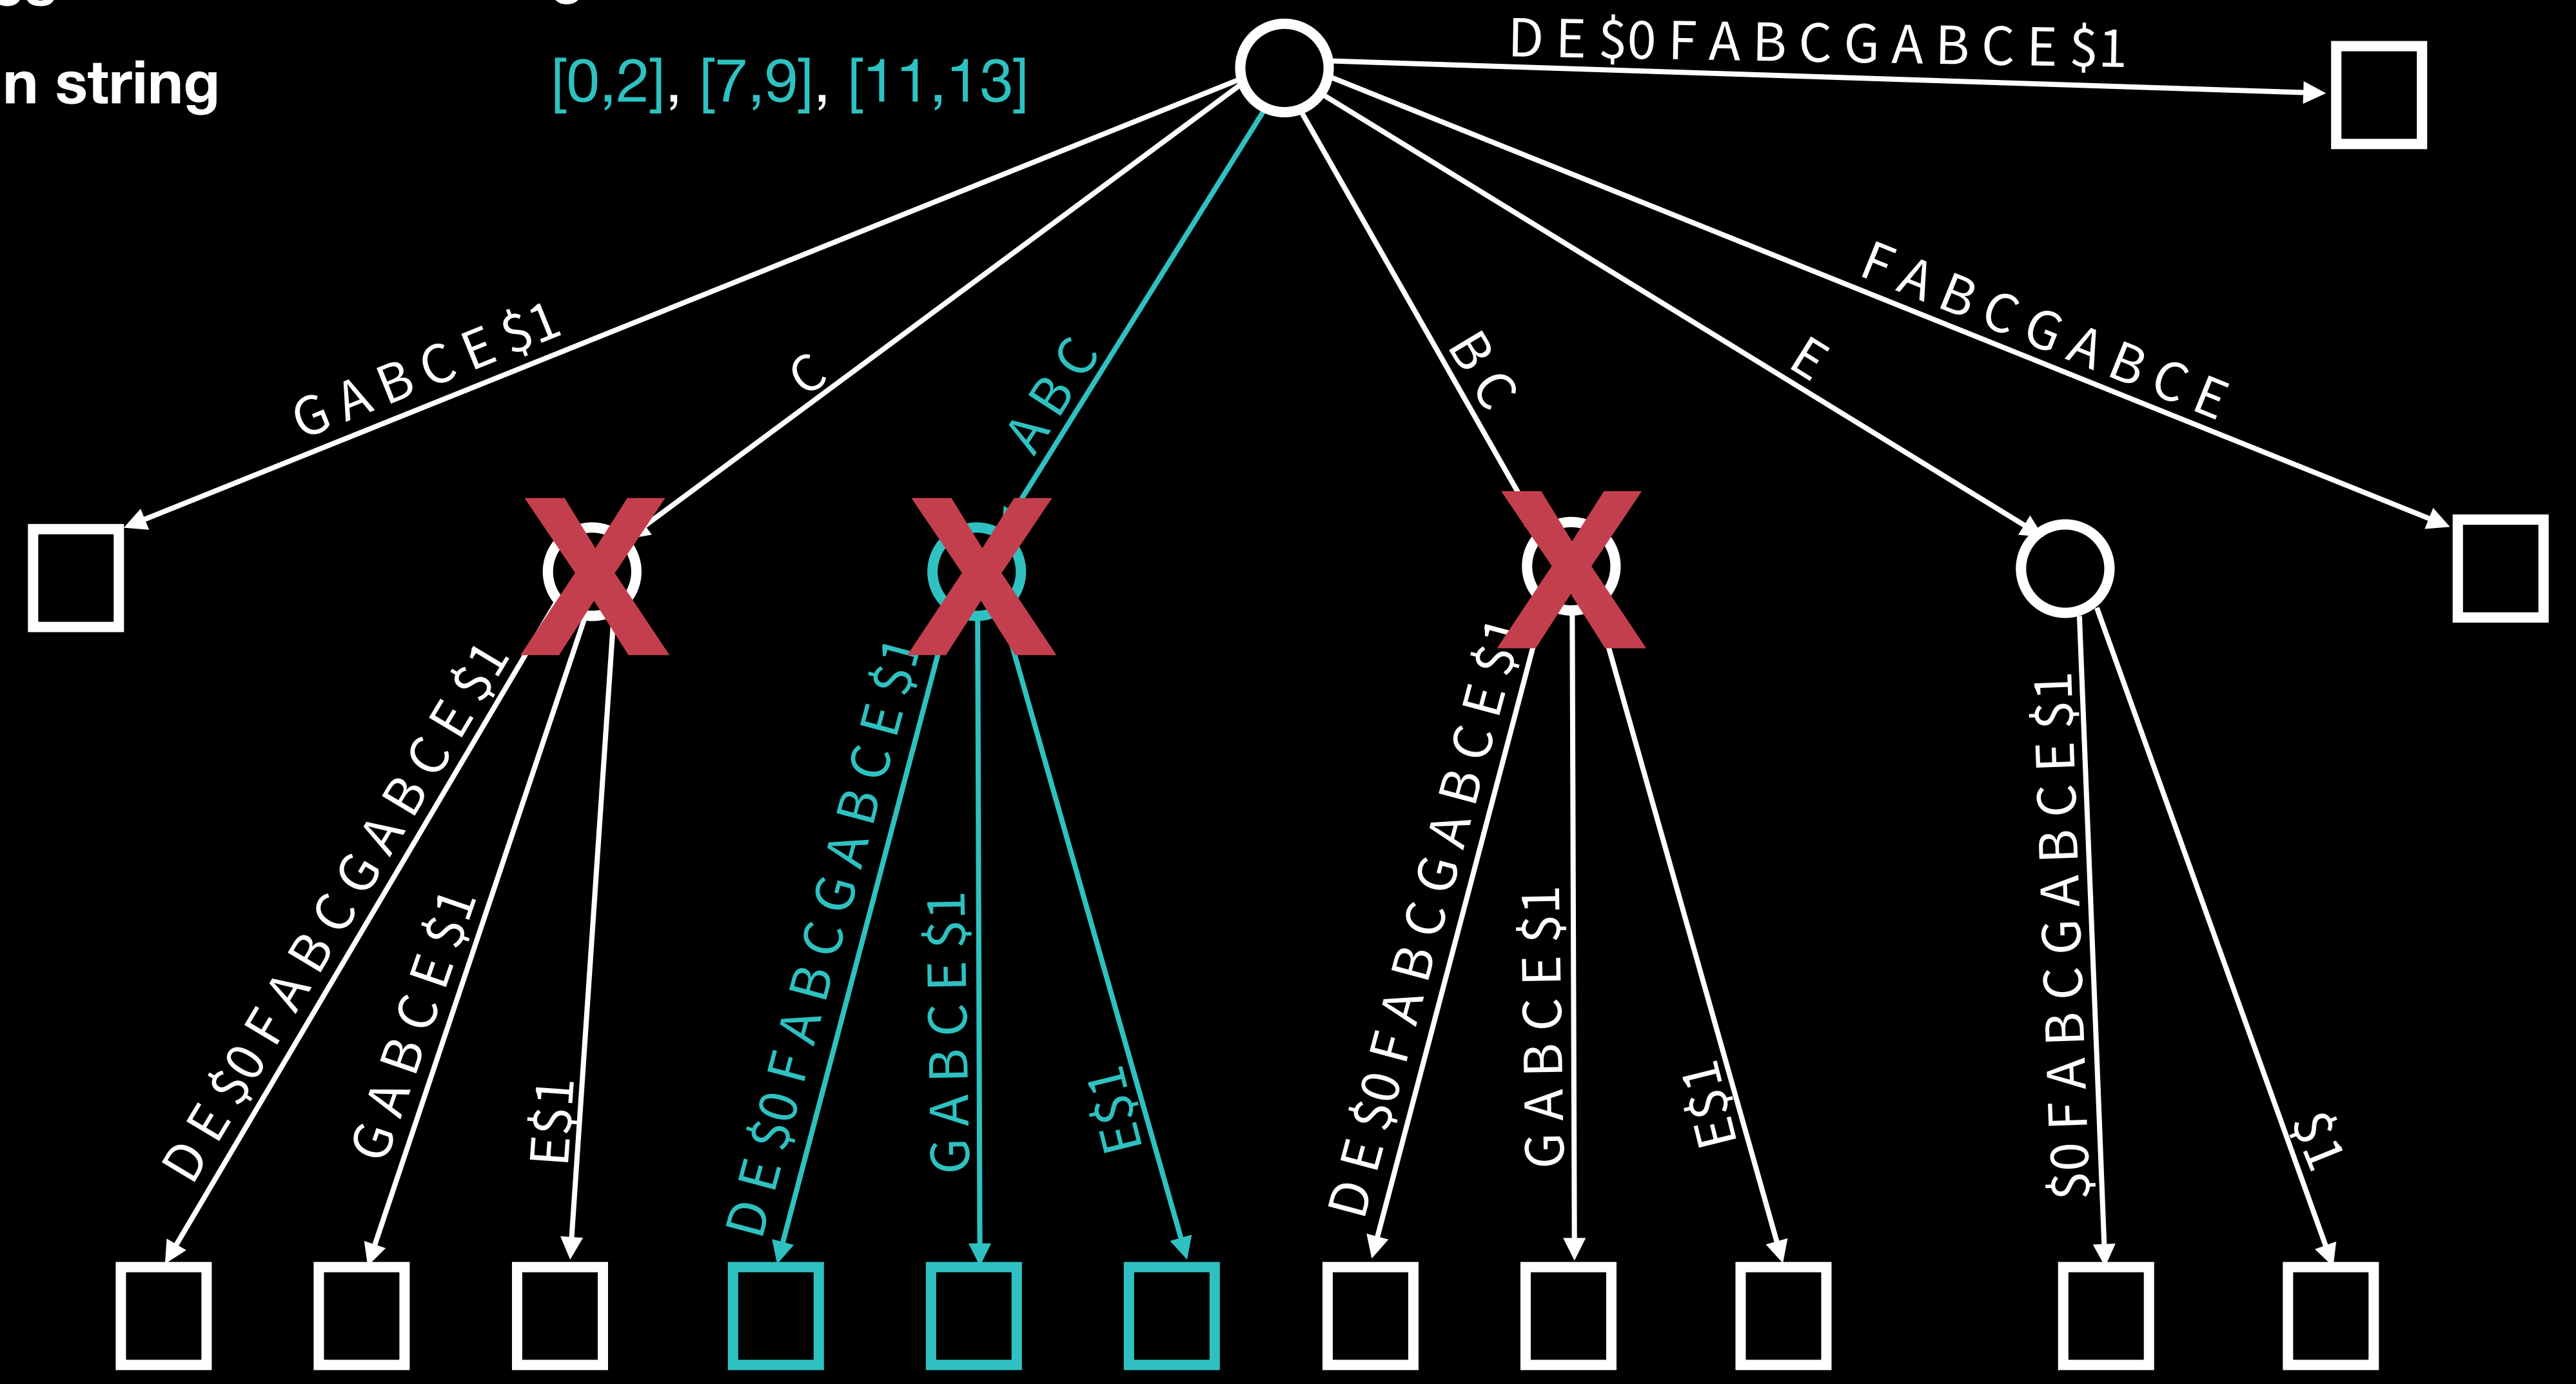 n string [0,2], [7,9], [11,13]
DE$0FABCGABCE$1
GABCE$1
C
ABC
BC
E
FABCGABCE
DE$0FABCGABCE$1
GABCE$1
E$1
DE$0FABCGABCE$1
GABCE$1
E$1
DE$0FABCGABCE$1
GABCE$1
E$1
$0FABCGABCE$1
$1
X
X
X